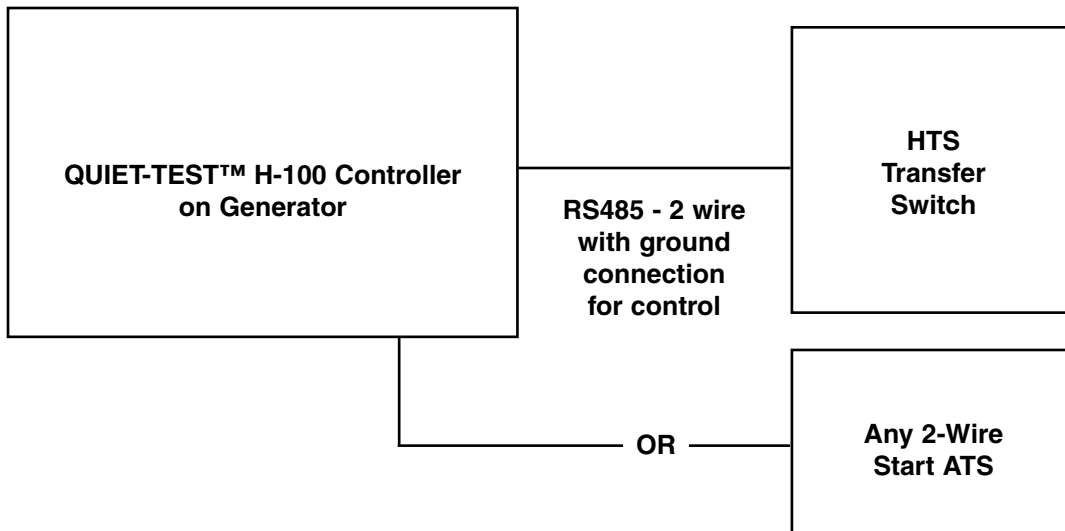 QUIET-TEST™ H-100 Controller
on Generator
HTS
Transfer
Switch
RS485 - 2 wire
with ground
connection
for control
OR
Any 2-Wire
Start ATS